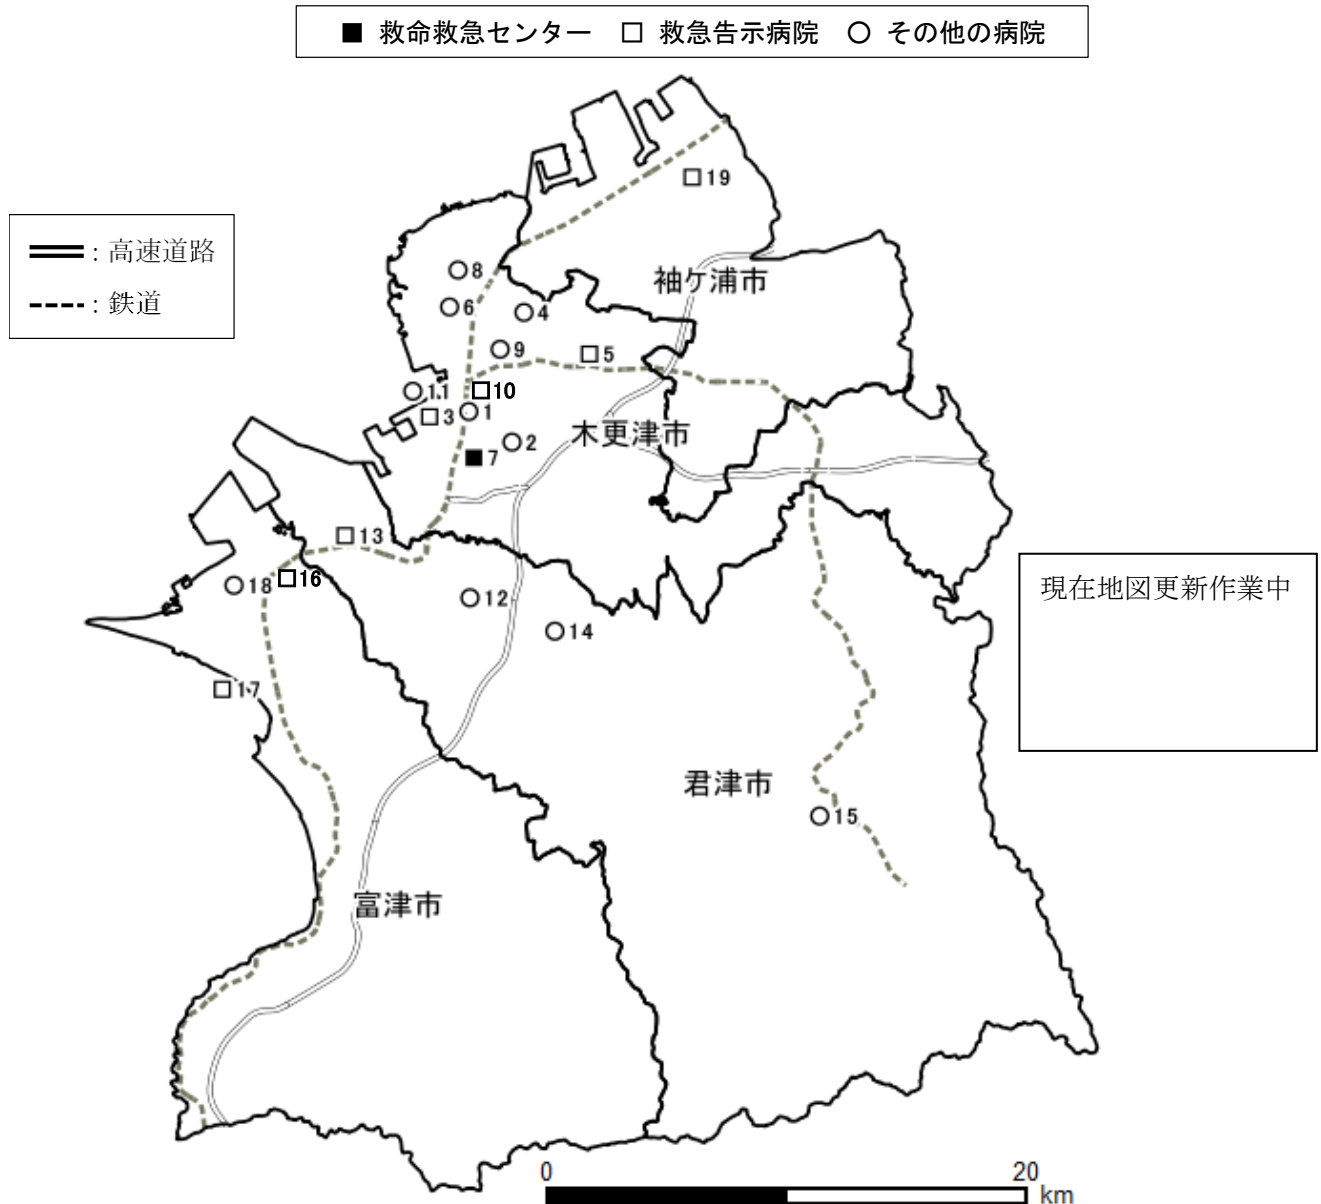 ■ 救命救急センター □ 救急告示病院 ○ その他の病院
：高速道路
：鉄道
□19
袖ケ浦市
○8
○6
○4
○9
□5
○11
□10
□3
○1
木更津市
○2
■7
□13
○18
□16
○12
○14
□17
現在地図更新作業中
君津市
○15
富津市
0 20
km